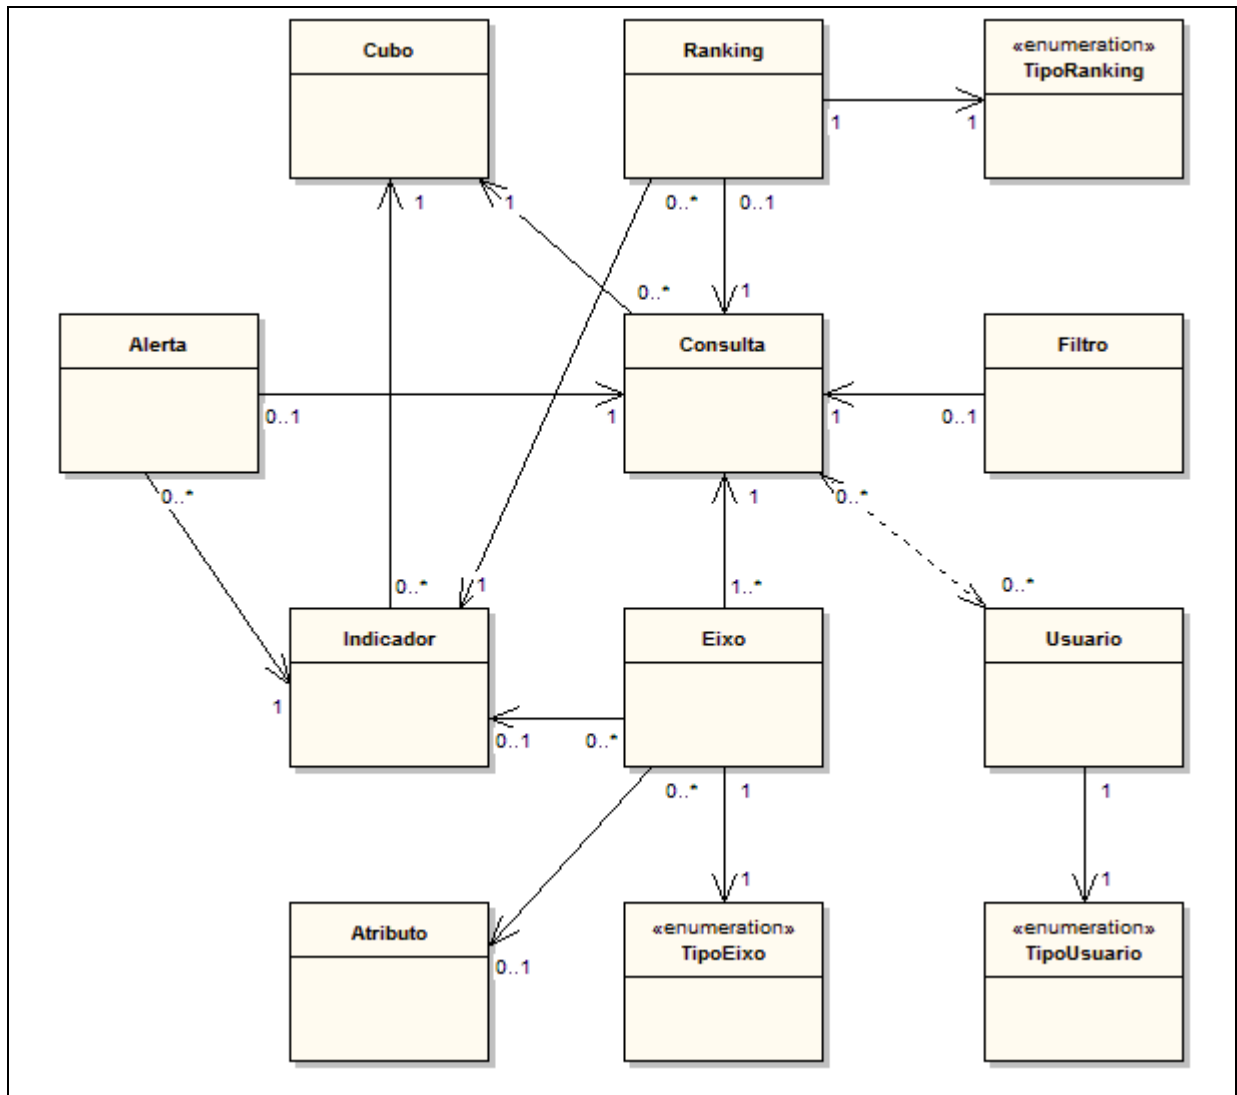 Cubo
Ranking
«enumeration»
TipoRanking
1
1
1
1
0..*
0..1
0..*
1
Alerta
Consulta
Filtro
0..1
1
1
0..1
0..*
1
0..*
0..*
1
1..*
0..*
Indicador
Eixo
Usuario
1
0..1
0..*
0..*
1
1
1
1
Atributo
«enumeration»
TipoEixo
«enumeration»
TipoUsuario
0..1